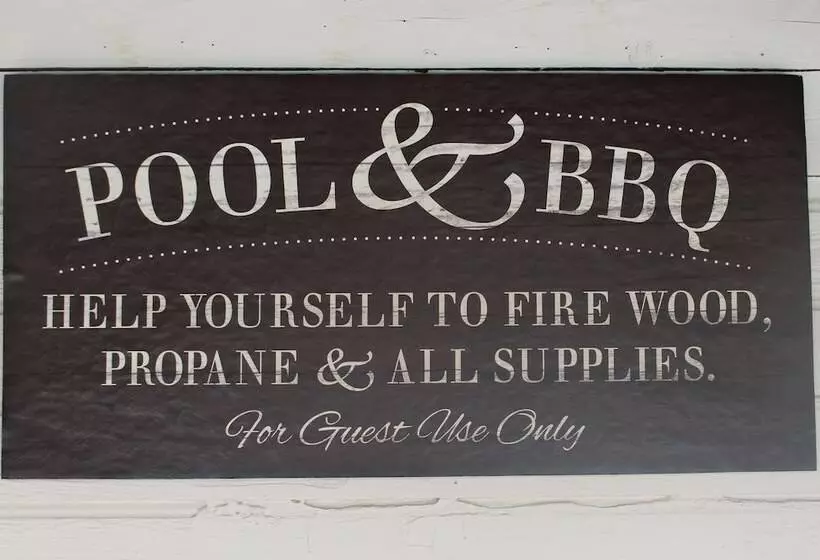 POOL & BBQ
HELP YOURSELF TO FIRE WOOD,
PROPANE & ALL SUPPLIES.
For Guest Use Only